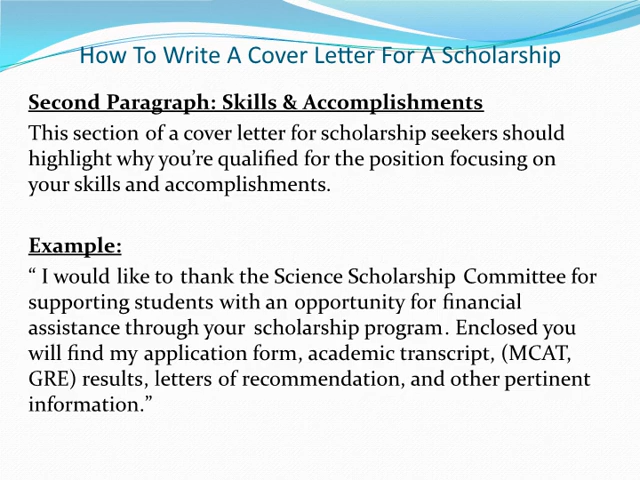 How To Write A Cover Letter For A Scholarship
Second Paragraph: Skills & Accomplishments
This section of a cover letter for scholarship seekers should
highlight why you’re qualified for the position focusing on
your skills and accomplishments.
Example:
“ I would like to thank the Science Scholarship Committee for
supporting students with an opportunity for financial
assistance through your scholarship program. Enclosed you
will find my application form, academic transcript, (MCAT,
GRE) results, letters of recommendation, and other pertinent
information.”